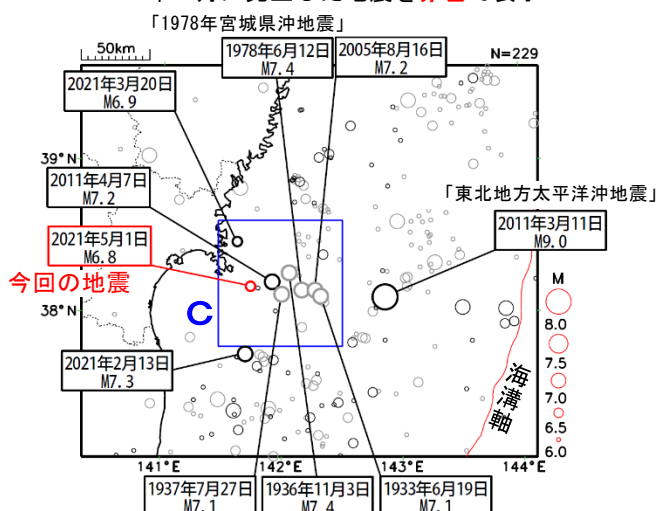 「1978年宮城県沖地震」
50km
N=229
1978年6月12日
M7.4
2005年8月16日
M7.2
2021年3月20日
M6.9
39°N
2011年4月7日
M7.2
「東北地方太平洋沖地震」
2011年3月11日
M9.0
2021年5月1日
M6.8
今回の地震
38°N
C
M
8.0
7.5
7.0
6.5
6.0
2021年2月13日
M7.3
海溝軸
141°E
142°E
143°E
144°E
1937年7月27日
M7.1
1936年11月3日
M7.4
1933年6月19日
M7.1